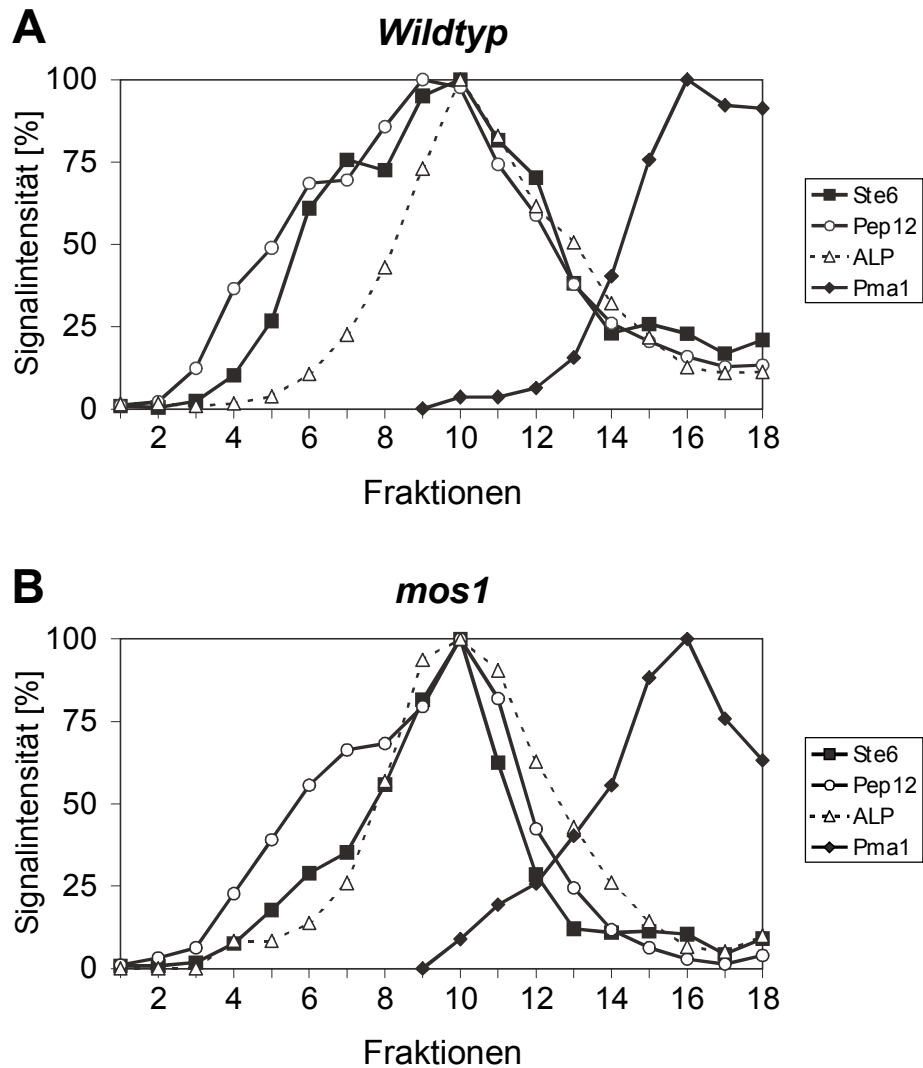 A
Wildtyp
Signalintensität [%]
100
75
50
25
0
2 4 6 8 10 12 14 16 18
Fraktionen
Ste6
Pep12
ALP
Pma1
B
mos1
Signalintensität [%]
100
75
50
25
0
2 4 6 8 10 12 14 16 18
Fraktionen
Ste6
Pep12
ALP
Pma1